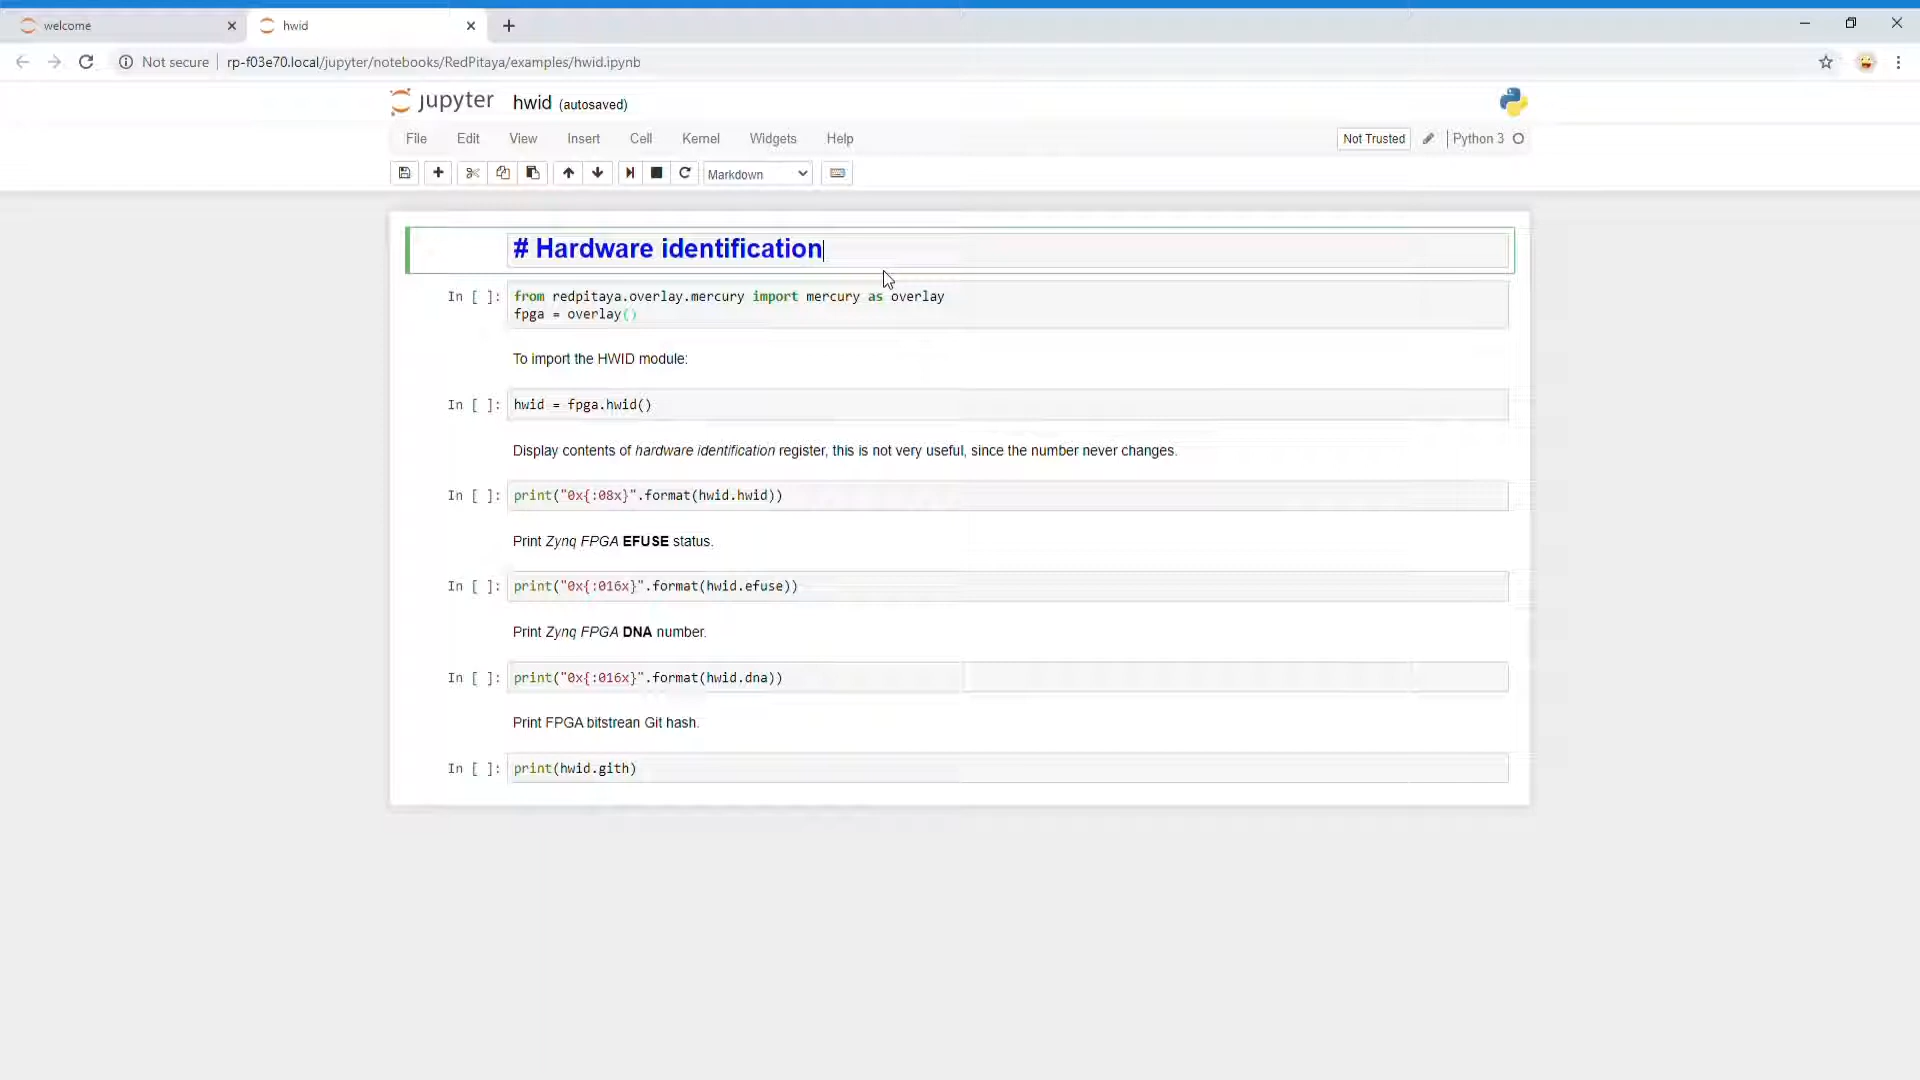 welcome
hwid
Not secure
rp-f03e70.local/jupyter/notebooks/RedPitaya/examples/hwid.ipynb
jupyter hwid (autosaved)
File Edit View Insert Cell Kernel Widgets Help
Not Trusted Python 3
Markdown
# Hardware identification
In [ ]: from redpitaya.overlay.mercury import mercury as overlay
fpga = overlay()
To import the HWID module:
In [ ]: hwid = fpga.hwid()
Display contents of hardware identification register, this is not very useful, since the number never changes.
In [ ]: print("0x{:08x}".format(hwid.hwid))
Print Zynq FPGA EFUSE status.
In [ ]: print("0x{:016x}".format(hwid.efuse))
Print Zynq FPGA DNA number.
In [ ]: print("0x{:016x}".format(hwid.dna))
Print FPGA bitstrean Git hash.
In [ ]: print(hwid.gith)